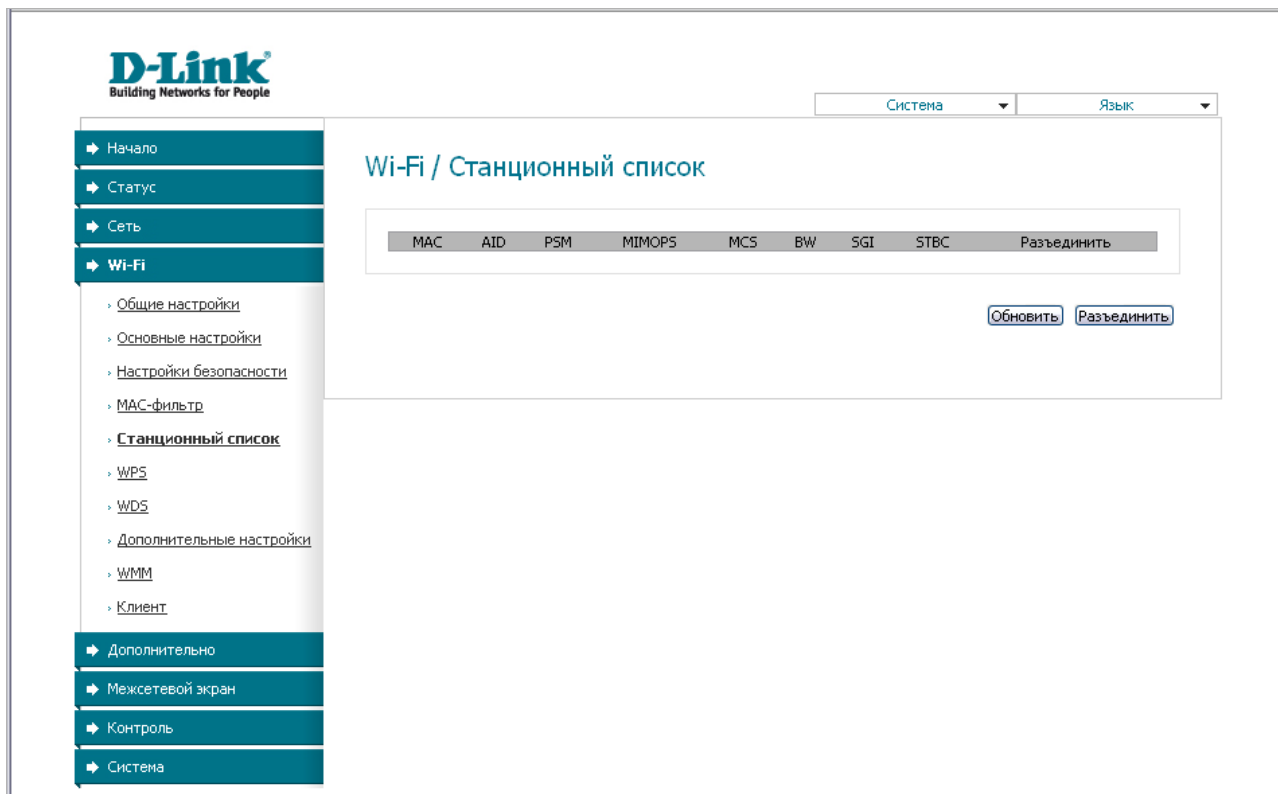 D-Link®
Building Networks for People
Система Язык
Начало
Статус
Сеть
Wi-Fi
Общие настройки
Основные настройки
Настройки безопасности
MAC-фильтр
Станционный список
WPS
WDS
Дополнительные настройки
WMM
Клиент
Дополнительно
Межсетевой экран
Контроль
Система
Wi-Fi / Станционный список
MAC AID PSM MIMOPS MCS BW SGI STBC Разъединить
Обновить Разъединить